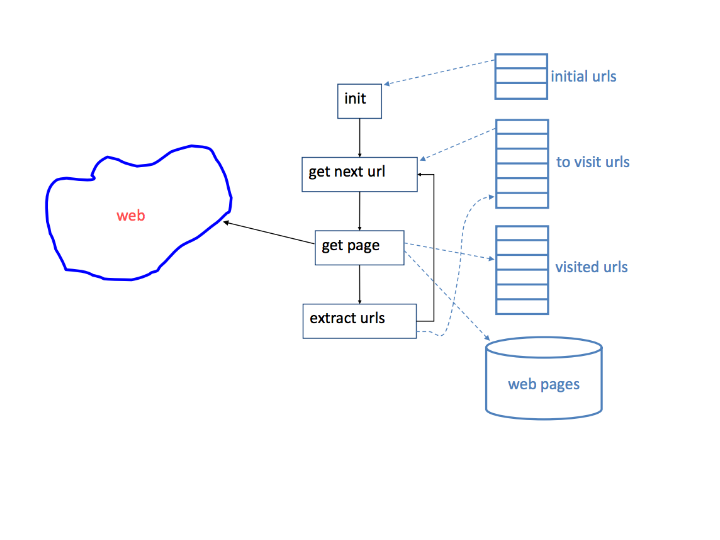 initial urls
init
to visit urls
get next url
web
get page
visited urls
extract urls
web pages